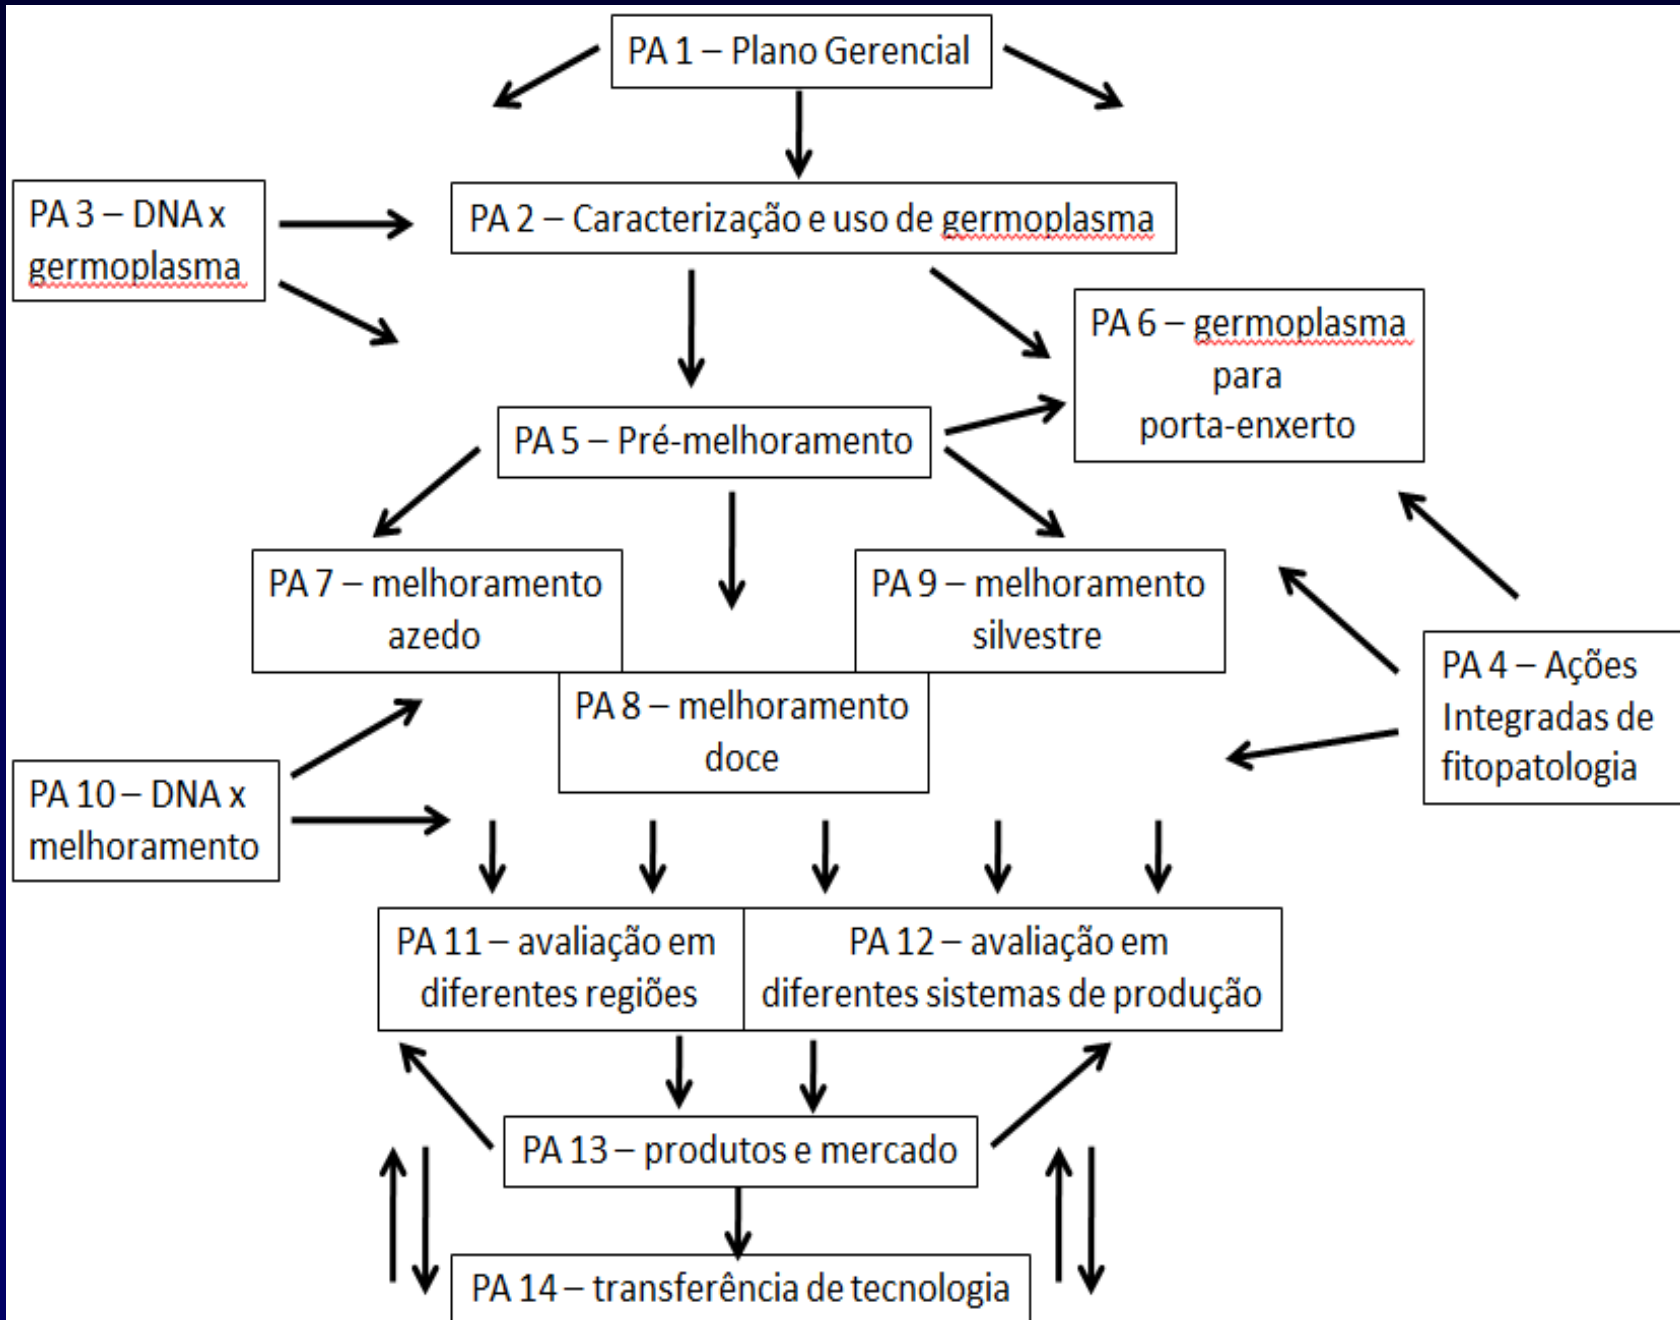 PA 1 – Plano Gerencial
PA 3 – DNA x
germoplasma
PA 2 – Caracterização e uso de germoplasma
PA 6 – germoplasma
para
porta-enxerto
PA 5 – Pré-melhoramento
PA 7 – melhoramento
azedo
PA 9 – melhoramento
silvestre
PA 4 – Ações
Integradas de
fitopatologia
PA 8 – melhoramento
doce
PA 10 – DNA x
melhoramento
PA 11 – avaliação em
diferentes regiões
PA 12 – avaliação em
diferentes sistemas de produção
PA 13 – produtos e mercado
PA 14 – transferência de tecnologia